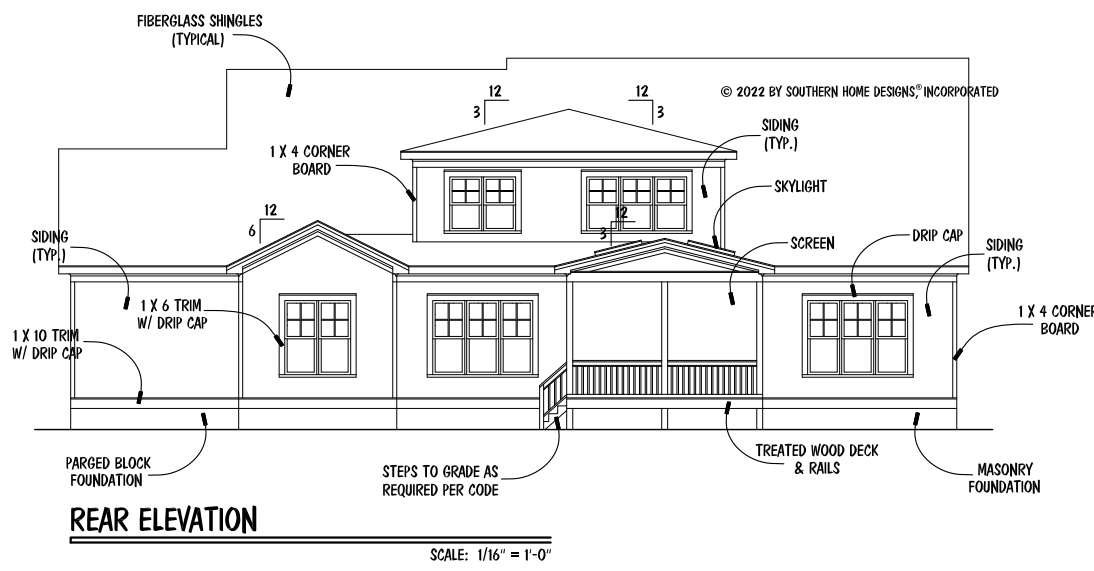 FIBERGLASS SHINGLES
(TYPICAL)
© 2022 BY SOUTHERN HOME DESIGNS,® INCORPORATED
12
3
12
3
SIDING
(TYP.)
1 X 4 CORNER
BOARD
SKYLIGHT
12
6
12
3
SIDING
(TYP.)
SCREEN
DRIP CAP
SIDING
(TYP.)
1 X 6 TRIM
W/ DRIP CAP
1 X 4 CORNER
BOARD
1 X 10 TRIM
W/ DRIP CAP
PARGED BLOCK
FOUNDATION
STEPS TO GRADE AS
REQUIRED PER CODE
TREATED WOOD DECK
& RAILS
MASONRY
FOUNDATION
REAR ELEVATION
SCALE: 1/16" = 1'-0"